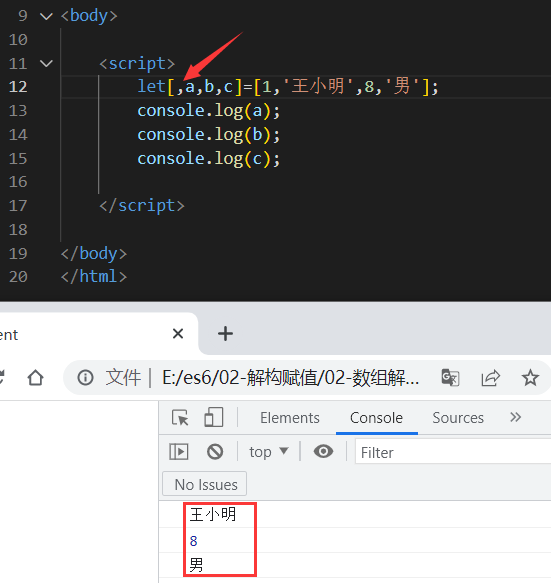 9 <body>
10
11 <script>
12 let[,a,b,c]=[1,'王小明',8,'男'];
13 console.log(a);
14 console.log(b);
15 console.log(c);
16
17 </script>
18
19 </body>
20 </html>
ent
文件 E:/es6/02-解构赋值/02-数组解...
Elements Console Sources
top Filter
No Issues
王小明
8
男